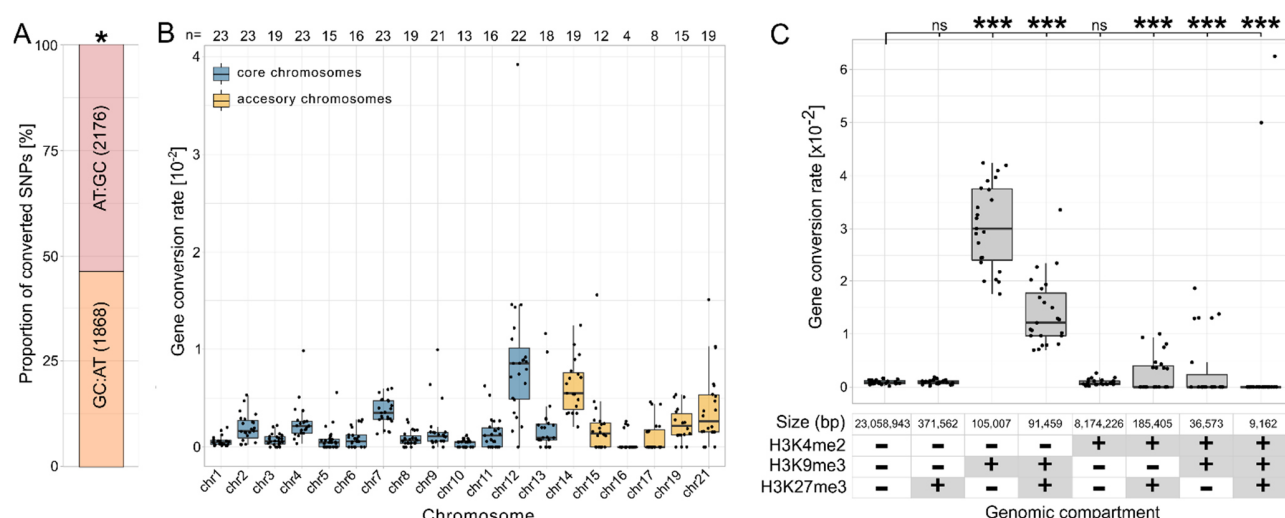 A
*
Proportion of converted SNPs [%]
100
75
50
25
0
AT:GC (2176)
GC:AT (1868)
B
n= 23 23 19 23 15 16 23 19 21 13 16 22 18 19 12 4 8 15 19
core chromosomes
accesory chromosomes
Gene conversion rate [10-2]
4
3
2
1
0
chr1 chr2 chr3 chr4 chr5 chr6 chr7 chr8 chr9 chr10 chr11 chr12 chr13 chr14 chr15 chr16 chr17 chr19 chr21
Chromosome
C
ns *** *** ns *** *** ***
Gene conversion rate [x10-2]
6
5
4
3
2
1
0
Size (bp) 23,058,943 371,562 105,007 91,459 8,174,226 185,405 36,573 9,162
H3K4me2 - - - - + + + +
H3K9me3 - - + + - - + +
H3K27me3 - + - + - + - +
Genomic compartment